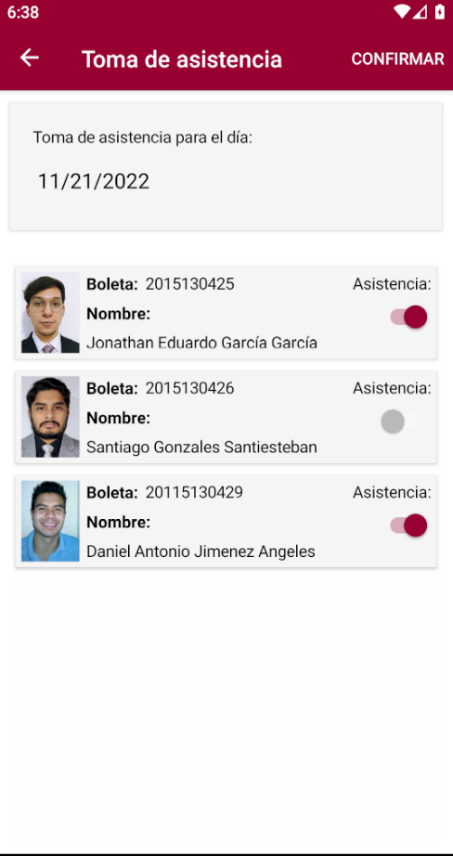 6:38
Toma de asistencia CONFIRMAR
Toma de asistencia para el día:
11/21/2022
Boleta: 2015130425 Asistencia:
Nombre:
Jonathan Eduardo García García
Boleta: 2015130426 Asistencia:
Nombre:
Santiago Gonzales Santiesteban
Boleta: 20115130429 Asistencia:
Nombre:
Daniel Antonio Jimenez Angeles